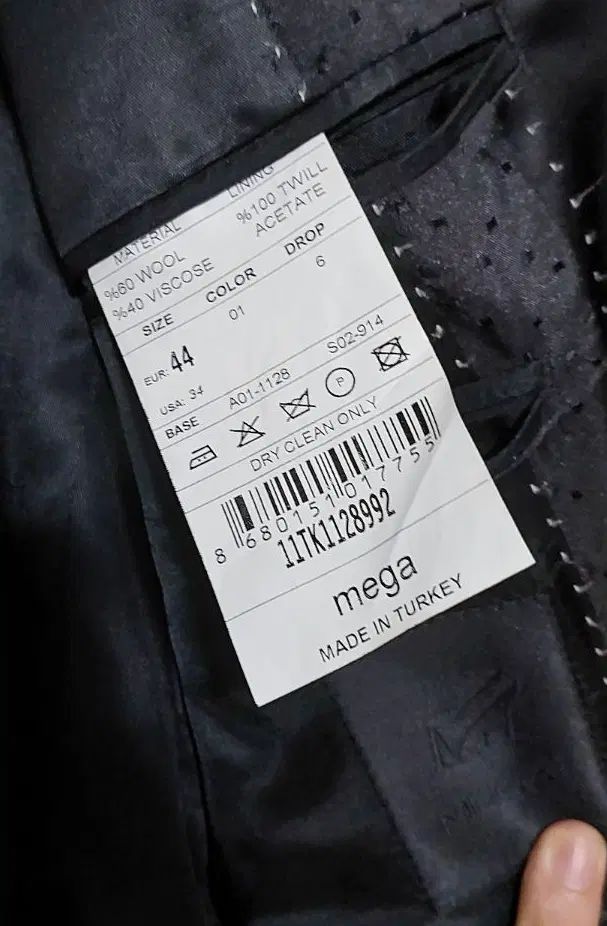 MATERIAL LINING
%60 WOOL %100 TWILL
%40 VISCOSE ACETATE
SIZE COLOR DROP
EUR: 44 01 6
USA: 34
BASE A01-1128 S02-914
P
DRY CLEAN ONLY
8 680151 017755
11TK1128992
mega
MADE IN TURKEY